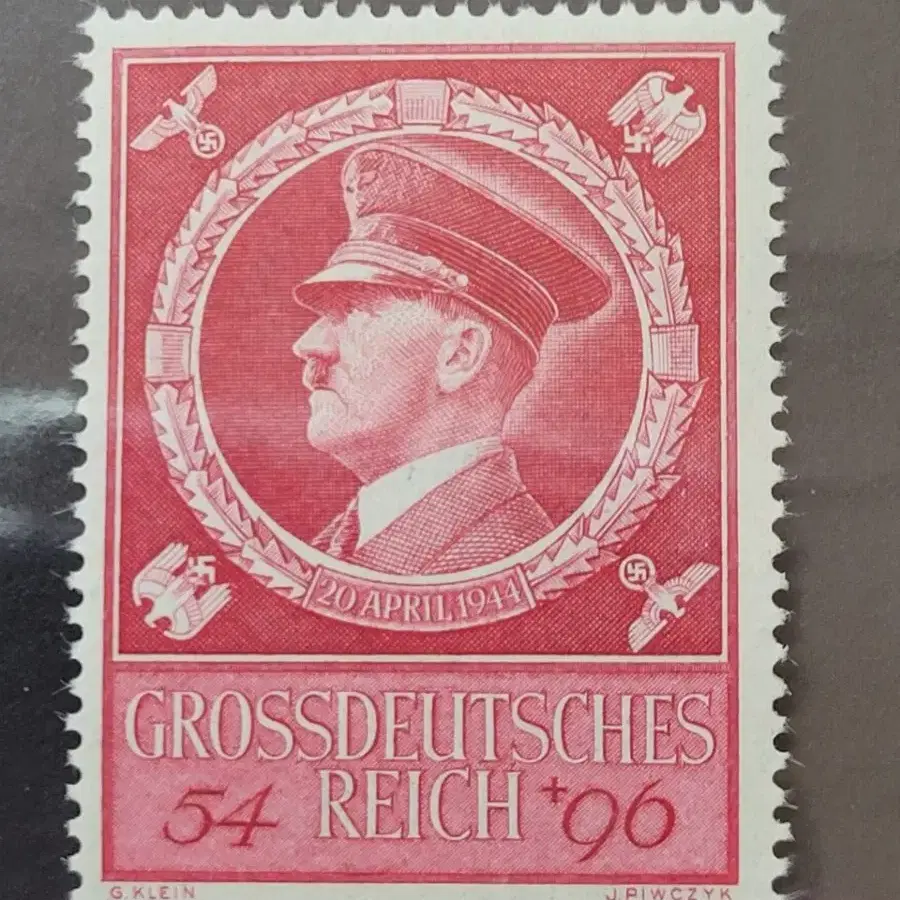 20 APRIL 1944
GROSSDEUTSCHES
54 REICH +96
G. KLEIN J. PIWCZYK